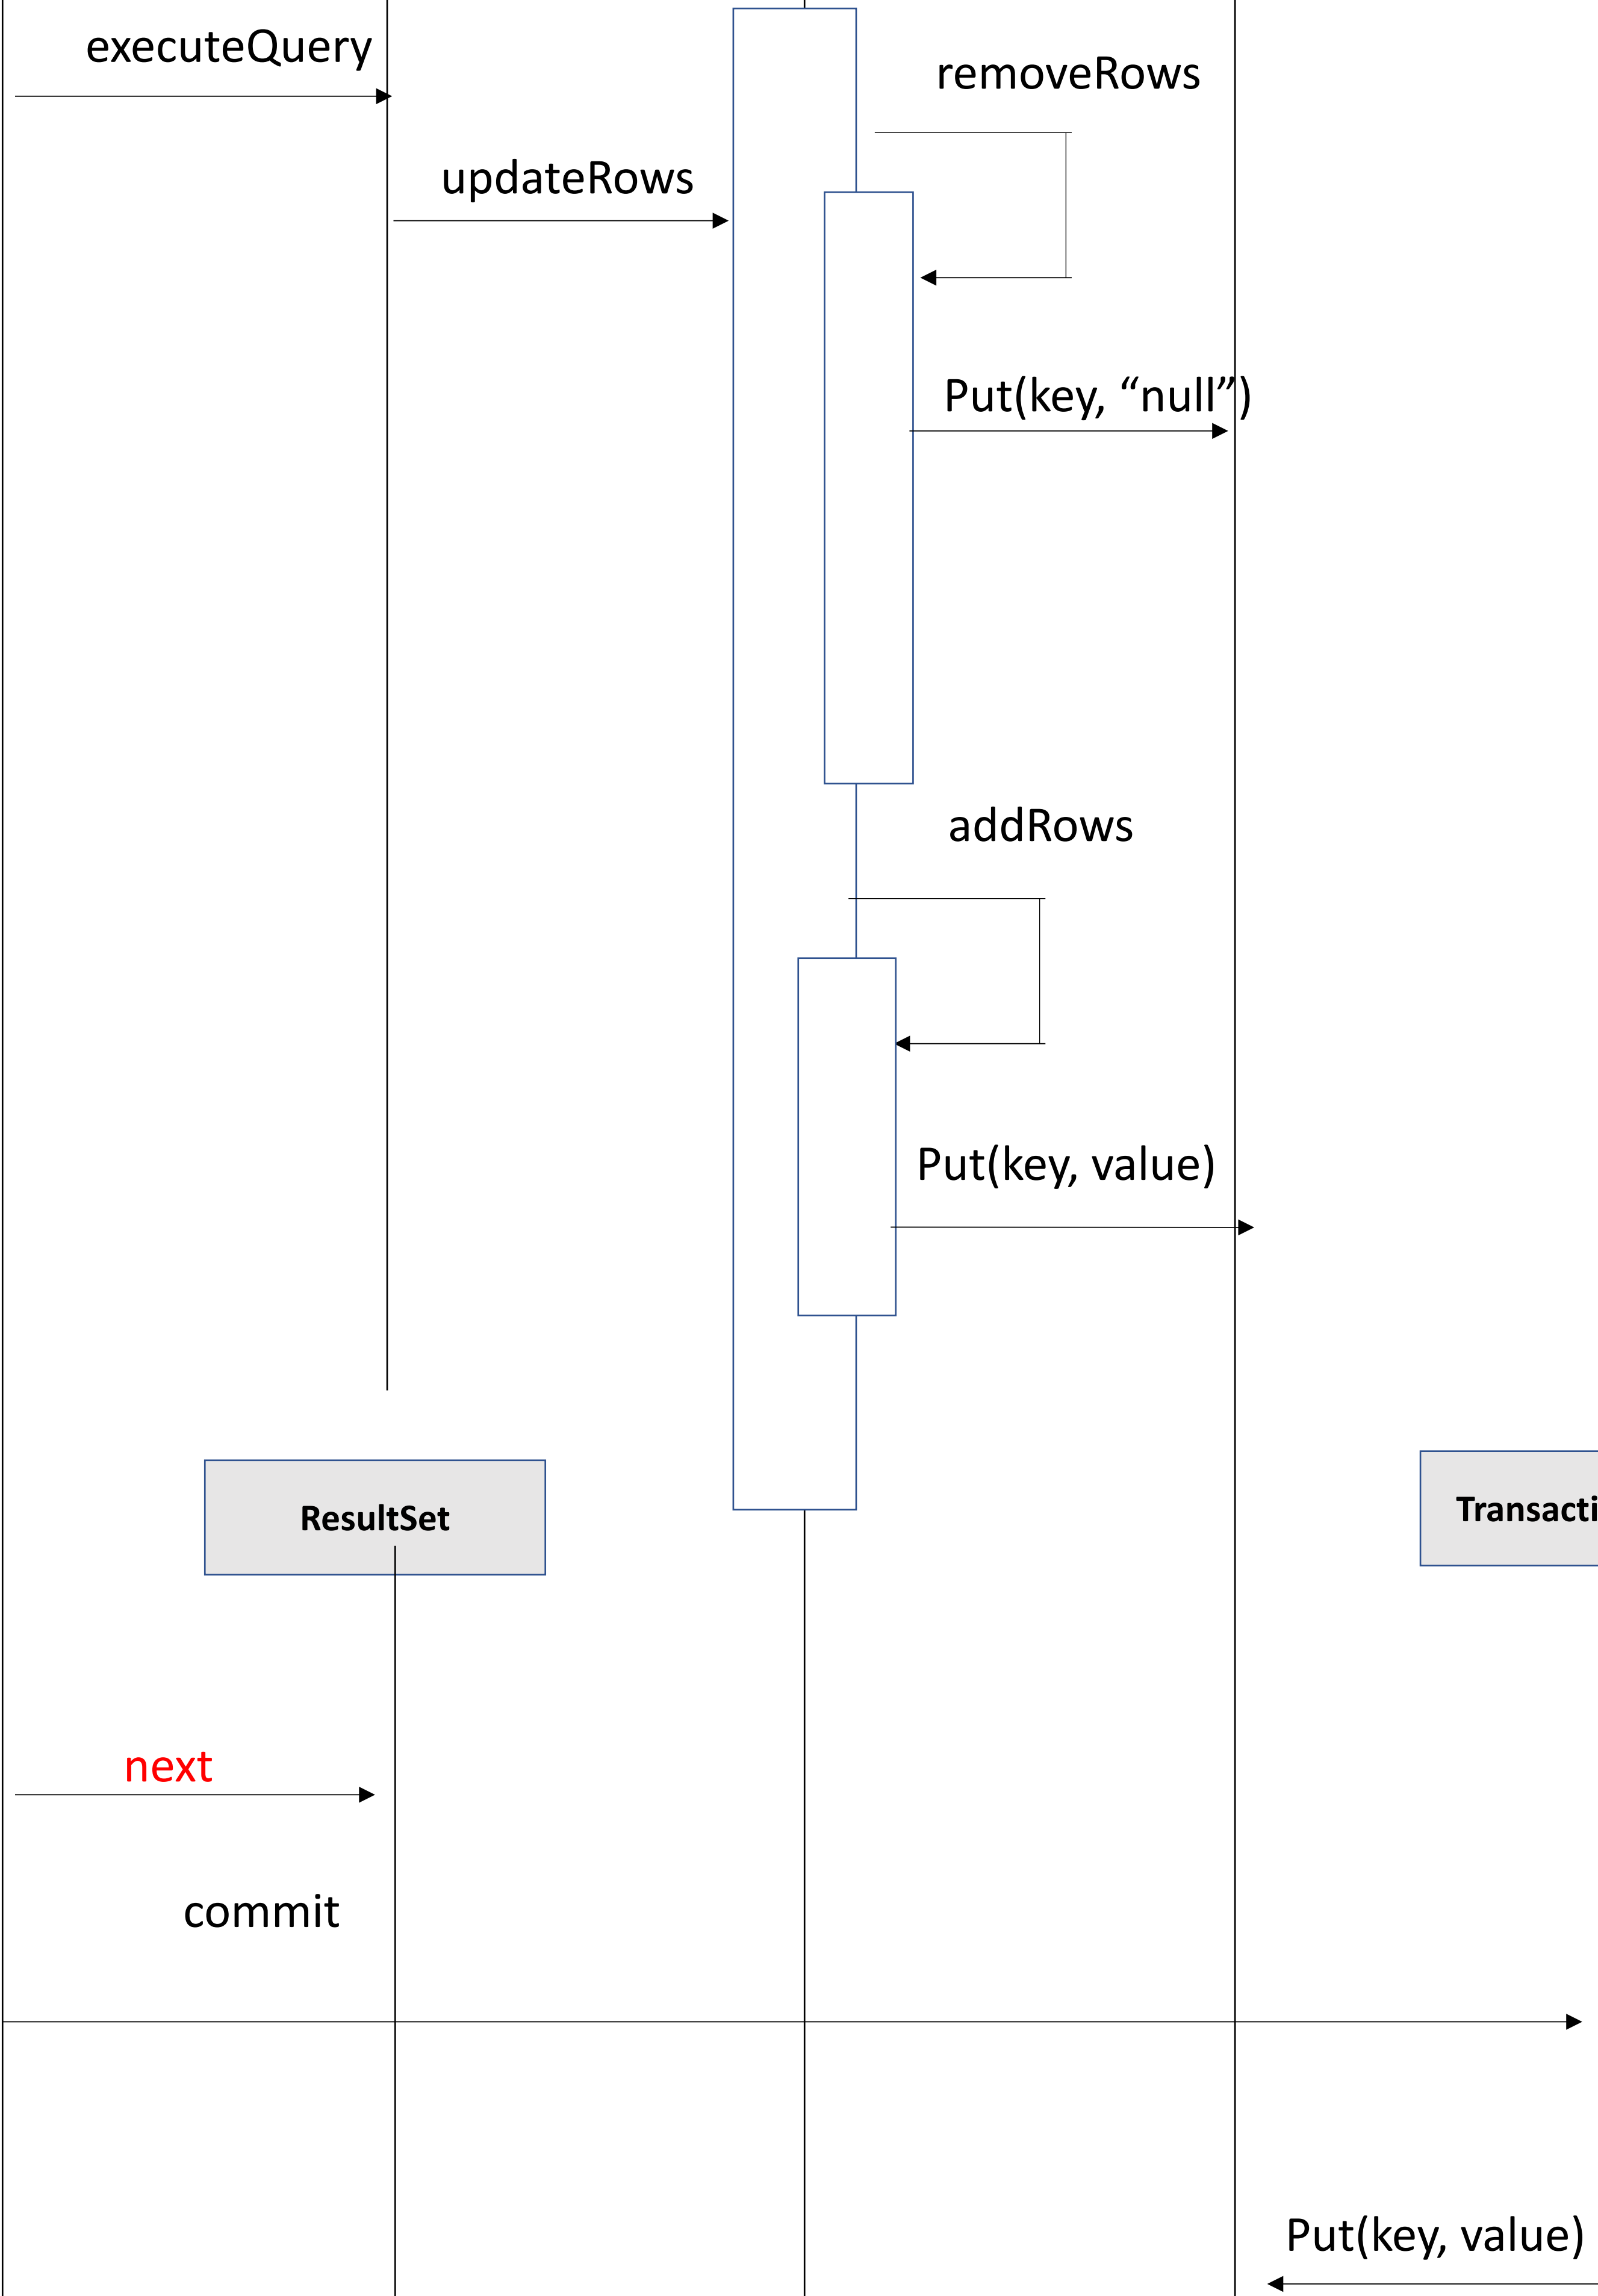 executeQuery
removeRows
updateRows
Put(key, “null”)
addRows
Put(key, value)
ResultSet
Transacti
next
commit
Put(key, value)